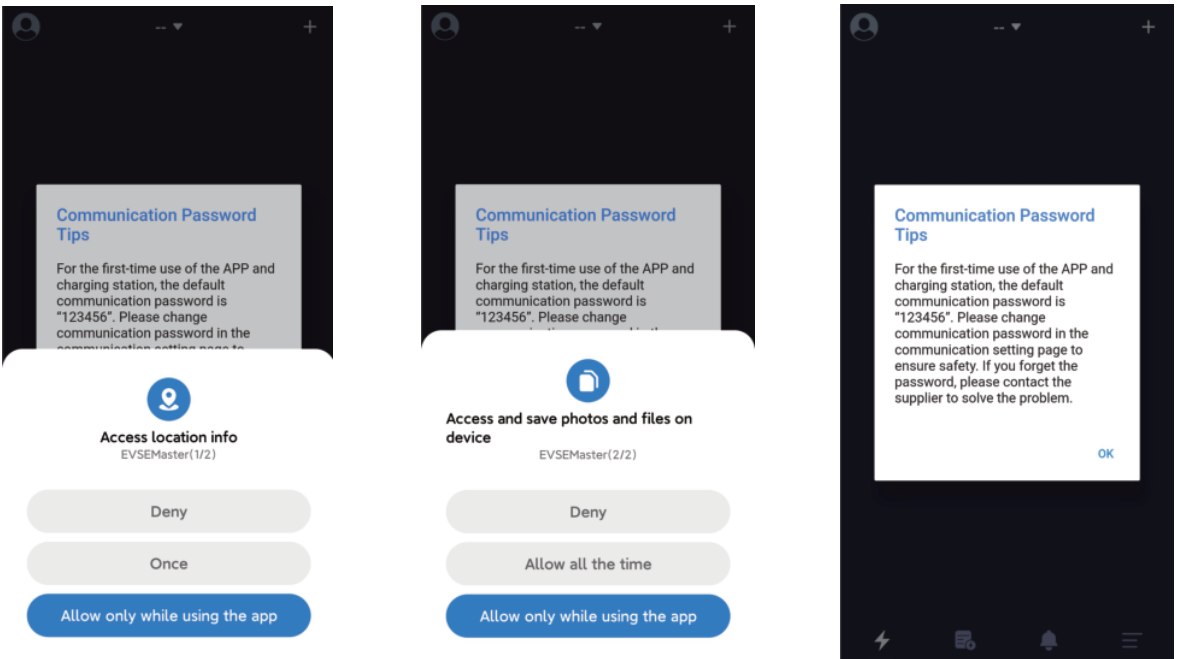 -- ▼ +
Communication Password
Tips
For the first-time use of the APP and
charging station, the default
communication password is
“123456”. Please change
communication password in the
communication setting page to
Access location info
EVSEMaster(1/2)
Deny
Once
Allow only while using the app
-- ▼ +
Communication Password
Tips
For the first-time use of the APP and
charging station, the default
communication password is
“123456”. Please change
Access and save photos and files on
device
EVSEMaster(2/2)
Deny
Allow all the time
Allow only while using the app
-- ▼ +
Communication Password
Tips
For the first-time use of the APP and
charging station, the default
communication password is
“123456”. Please change
communication password in the
communication setting page to
ensure safety. If you forget the
password, please contact the
supplier to solve the problem.
OK